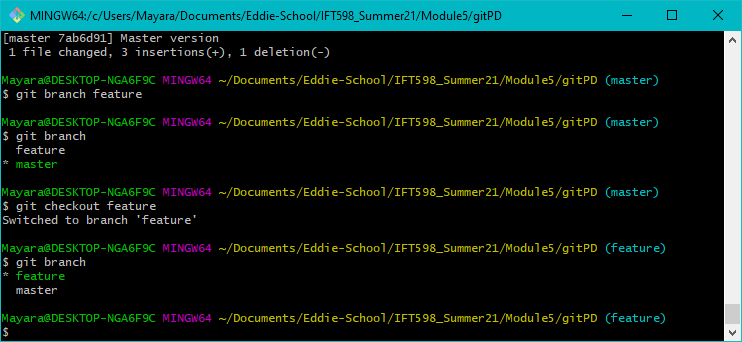 MINGW64:/c/Users/Mayara/Documents/Eddie-School/IFT598_Summer21/Module5/gitPD
[master 7ab6d91] Master version
 1 file changed, 3 insertions(+), 1 deletion(-)
Mayara@DESKTOP-NGA6F9C MINGW64 ~/Documents/Eddie-School/IFT598_Summer21/Module5/gitPD (master)
$ git branch feature
Mayara@DESKTOP-NGA6F9C MINGW64 ~/Documents/Eddie-School/IFT598_Summer21/Module5/gitPD (master)
$ git branch
  feature
* master
Mayara@DESKTOP-NGA6F9C MINGW64 ~/Documents/Eddie-School/IFT598_Summer21/Module5/gitPD (master)
$ git checkout feature
Switched to branch 'feature'
Mayara@DESKTOP-NGA6F9C MINGW64 ~/Documents/Eddie-School/IFT598_Summer21/Module5/gitPD (feature)
$ git branch
* feature
  master
Mayara@DESKTOP-NGA6F9C MINGW64 ~/Documents/Eddie-School/IFT598_Summer21/Module5/gitPD (feature)
$